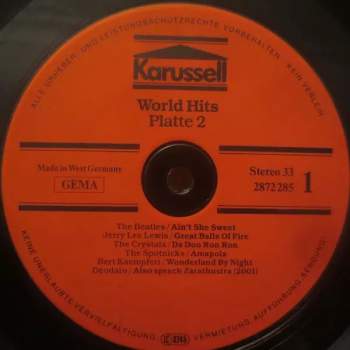 ALLE URHEBER- UND LEISTUNGSSCHUTZRECHTE VORBEHALTEN
KEIN VERLEIH
Karussell
World Hits
Platte 2
Made in West Germany
GEMA
Stereo 33
2872 285
1
The Beatles / Ain't She Sweet
Jerry Lee Lewis / Great Balls Of Fire
The Crystals / Da Doo Ron Ron
The Spotnicks / Amapola
Bert Kaempfert / Wonderland By Night
Deodato / Also sprach Zarathustra (2001)
KEINE UNERLAUBTE VERVIELFÄLTIGUNG,
VERMIETUNG, AUFFÜHRUNG, SENDUNG!